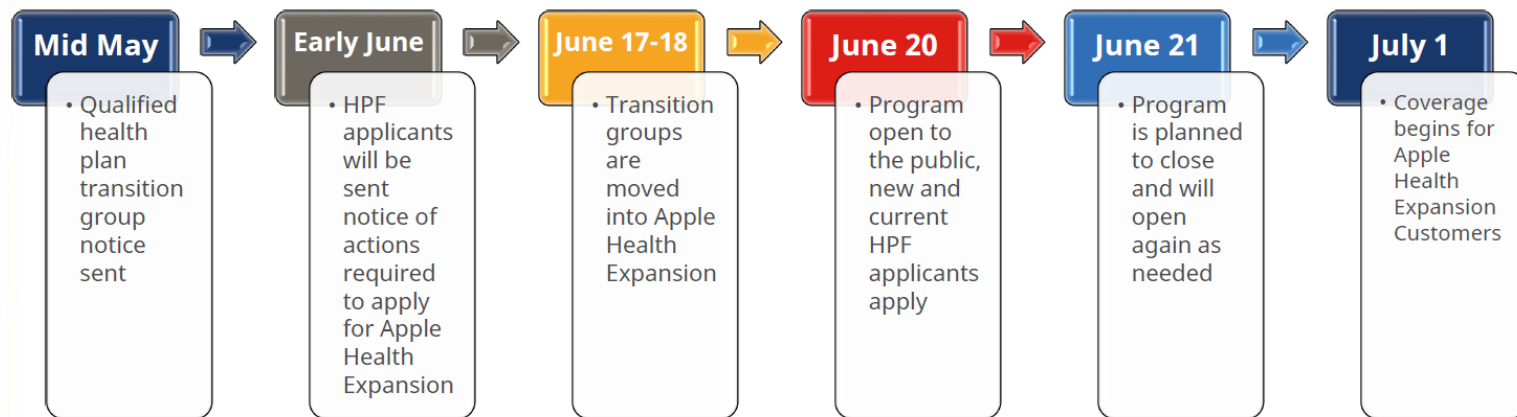 Mid May
• Qualified
health
plan
transition
group
notice
sent
Early June
• HPF
applicants
will be
sent
notice of
actions
required
to apply
for Apple
Health
Expansion
June 17-18
• Transition
groups
are
moved
into Apple
Health
Expansion
June 20
• Program
open to
the public,
new and
current
HPF
applicants
apply
June 21
• Program
is planned
to close
and will
open
again as
needed
July 1
• Coverage
begins for
Apple
Health
Expansion
Customers